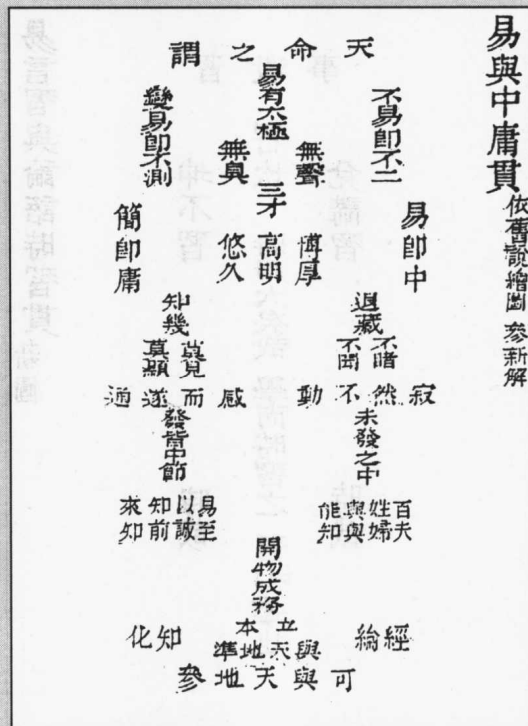 易與中庸貫
依舊說繪圖 參新解
天命之謂
不易即不二
易有太極
變易即不測
無聲
無臭
三才
易即中
博厚
高明
悠久
簡即庸
退藏
知幾
不睹
不聞
莫見
莫顯
寂然不動感而遂通
未發之中
發皆中節
百夫
姓婦
與與
能知
易至
以誠
知前
來知
開物成務
經綸
立本
知化
與天地準
可與天地參